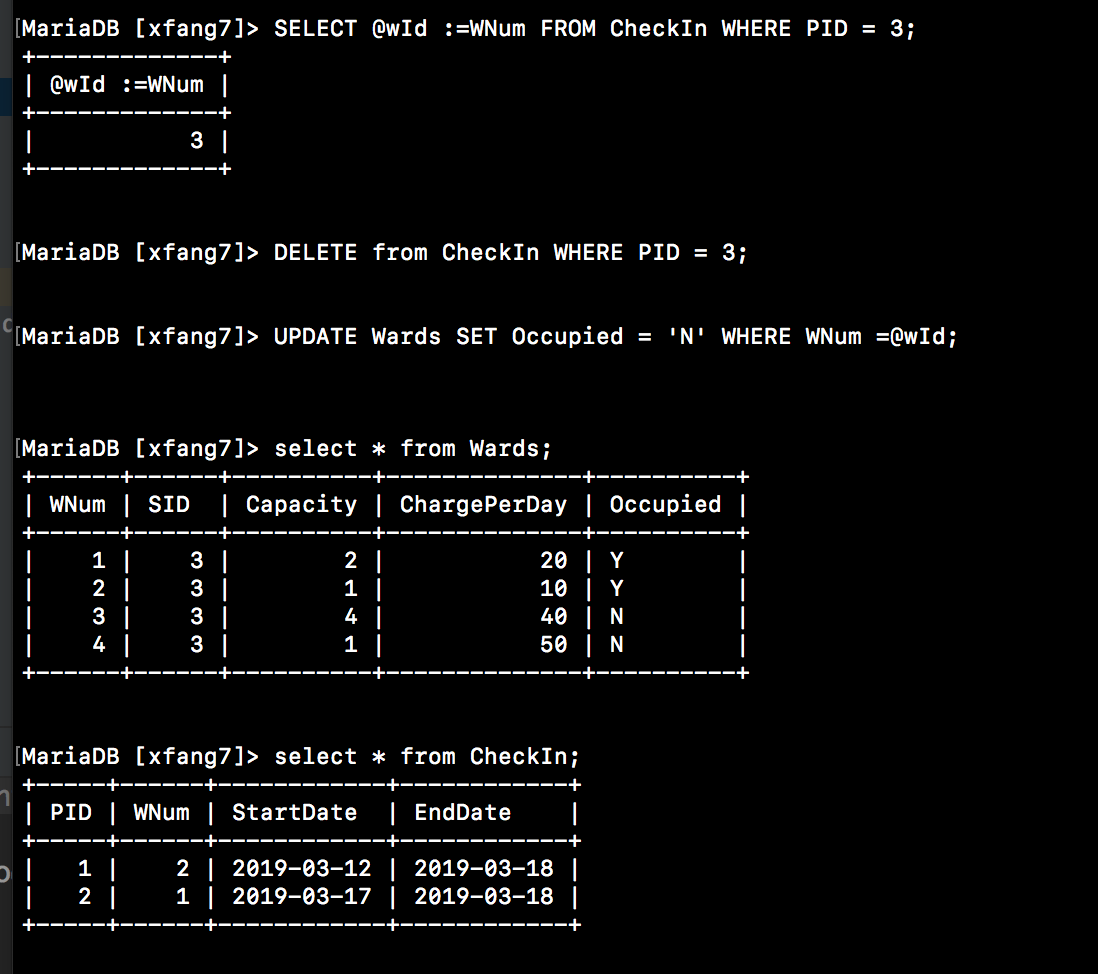 [MariaDB [xfang7]> SELECT @wId :=WNum FROM CheckIn WHERE PID = 3;
+-------------+
| @wId :=WNum |
+-------------+
|           3 |
+-------------+
[MariaDB [xfang7]> DELETE from CheckIn WHERE PID = 3;
[MariaDB [xfang7]> UPDATE Wards SET Occupied = 'N' WHERE WNum =@wId;
[MariaDB [xfang7]> select * from Wards;
+------+------+----------+--------------+----------+
| WNum | SID  | Capacity | ChargePerDay | Occupied |
+------+------+----------+--------------+----------+
|    1 |    3 |        2 |           20 | Y        |
|    2 |    3 |        1 |           10 | Y        |
|    3 |    3 |        4 |           40 | N        |
|    4 |    3 |        1 |           50 | N        |
+------+------+----------+--------------+----------+
[MariaDB [xfang7]> select * from CheckIn;
+-----+------+------------+------------+
| PID | WNum | StartDate  | EndDate    |
+-----+------+------------+------------+
|   1 |    2 | 2019-03-12 | 2019-03-18 |
|   2 |    1 | 2019-03-17 | 2019-03-18 |
+-----+------+------------+------------+